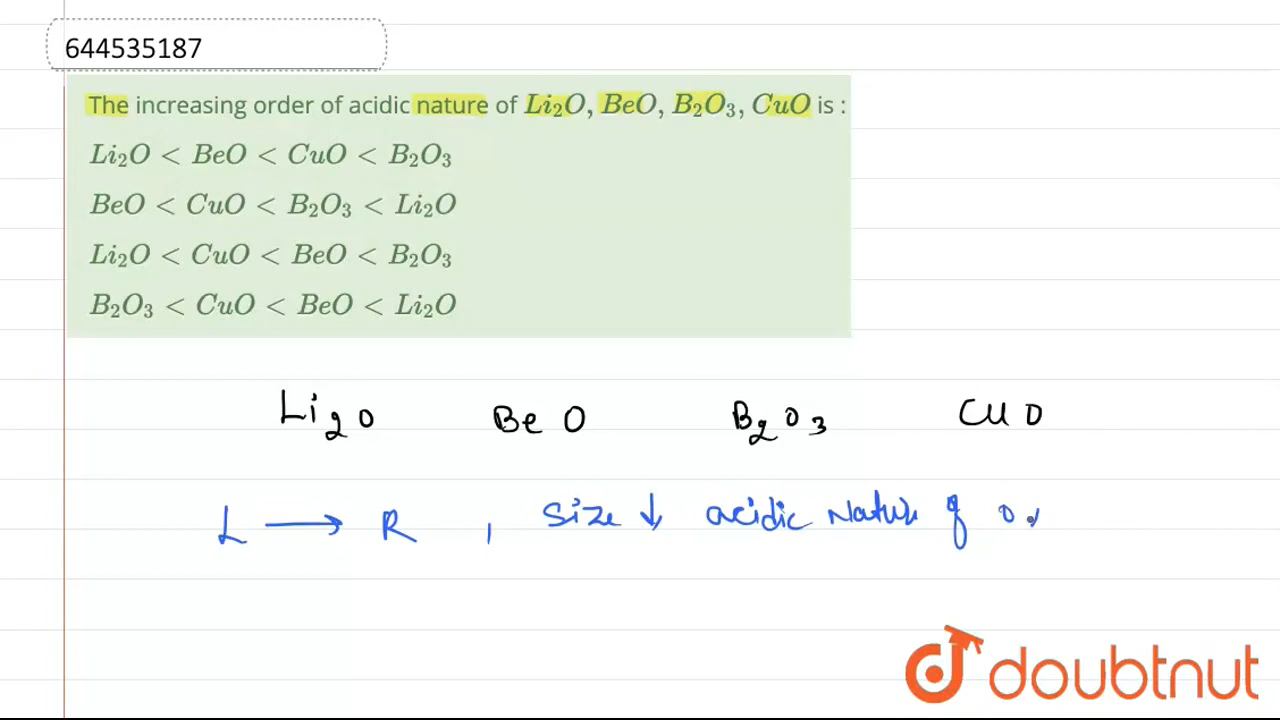 644535187
The increasing order of acidic nature of Li₂O, BeO, B₂O₃, CuO is :
Li₂O < BeO < CuO < B₂O₃
BeO < CuO < B₂O₃ < Li₂O
Li₂O < CuO < BeO < B₂O₃
B₂O₃ < CuO < BeO < Li₂O
Li₂O BeO B₂O₃ CuO
L → R , Size ↓ acidic Nature of
doubtnut